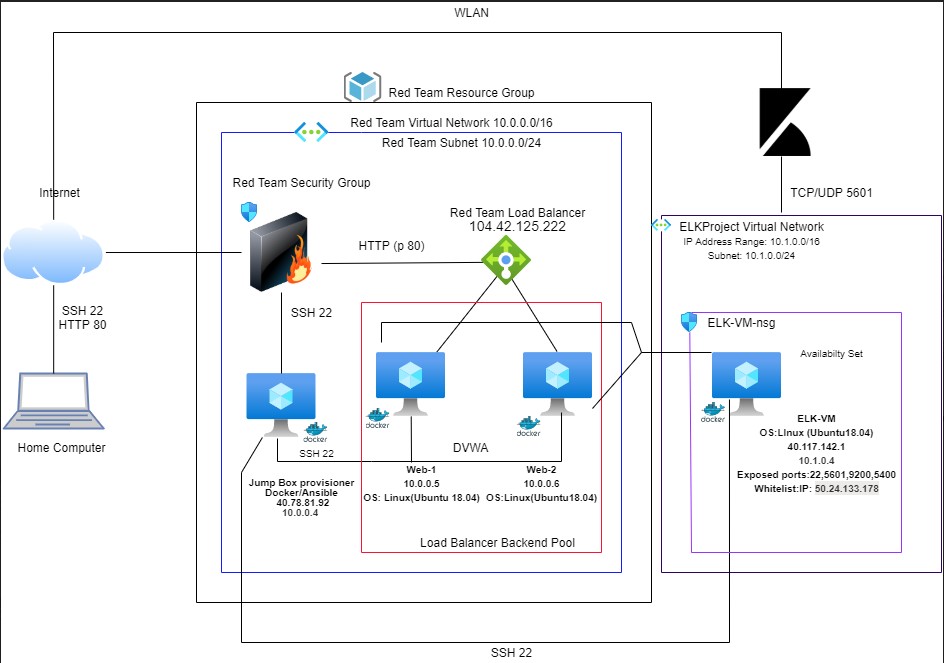 WLAN
Red Team Resource Group
Red Team Virtual Network 10.0.0.0/16
Red Team Subnet 10.0.0.0/24
Internet
Red Team Security Group
TCP/UDP 5601
Red Team Load Balancer
104.42.125.222
ELKProject Virtual Network
IP Address Range: 10.1.0.0/16
Subnet: 10.1.0.0/24
HTTP (p 80)
SSH 22
HTTP 80
SSH 22
ELK-VM-nsg
Availabilty Set
docker
docker
docker
docker
Home Computer
SSH 22
DVWA
ELK-VM
OS:LInux (Ubuntu18.04)
40.117.142.1
10.1.0.4
Exposed ports:22,5601,9200,5400
Whitelist:IP: 50.24.133.178
Jump Box provisioner
Docker/Ansible
40.78.81.92
10.0.0.4
Web-1
10.0.0.5
OS: Linux(Ubuntu 18.04)
Web-2
10.0.0.6
OS:Linux(Ubuntu18.04)
Load Balancer Backend Pool
SSH 22